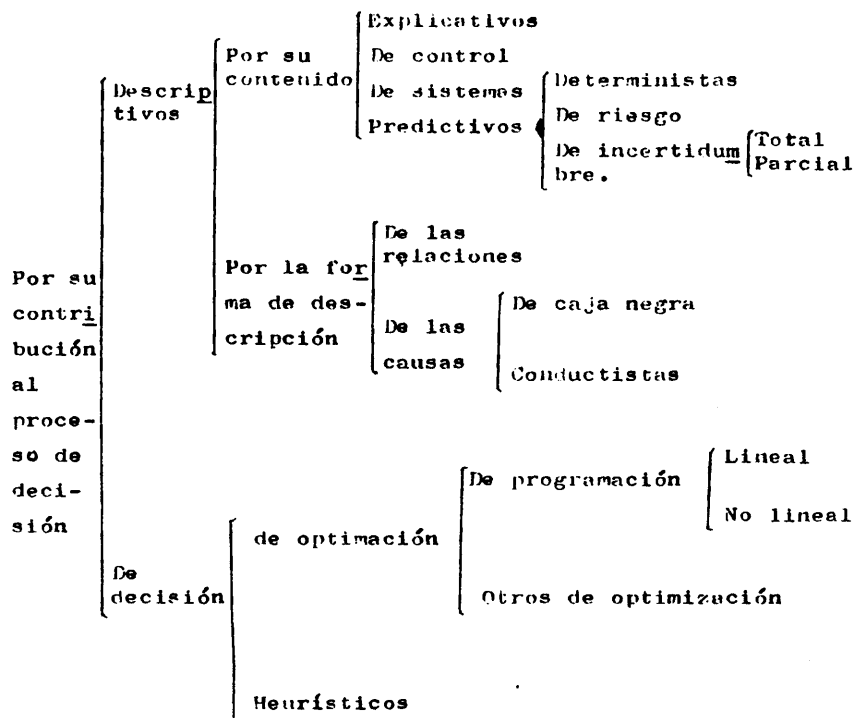 Por su
contri
bución
al
proce-
so de
deci-
sión
Descrip
tivos
Por su
contenido
Explicativos
De control
De sistemas
Predictivos
Deterministas
De riesgo
De incertidum
bre.
Total
Parcial
Por la for
ma de des-
cripción
De las
relaciones
De las
causas
De caja negra
Conductistas
De
decisión
de optimación
De programación
Lineal
No lineal
Otros de optimización
Heurísticos